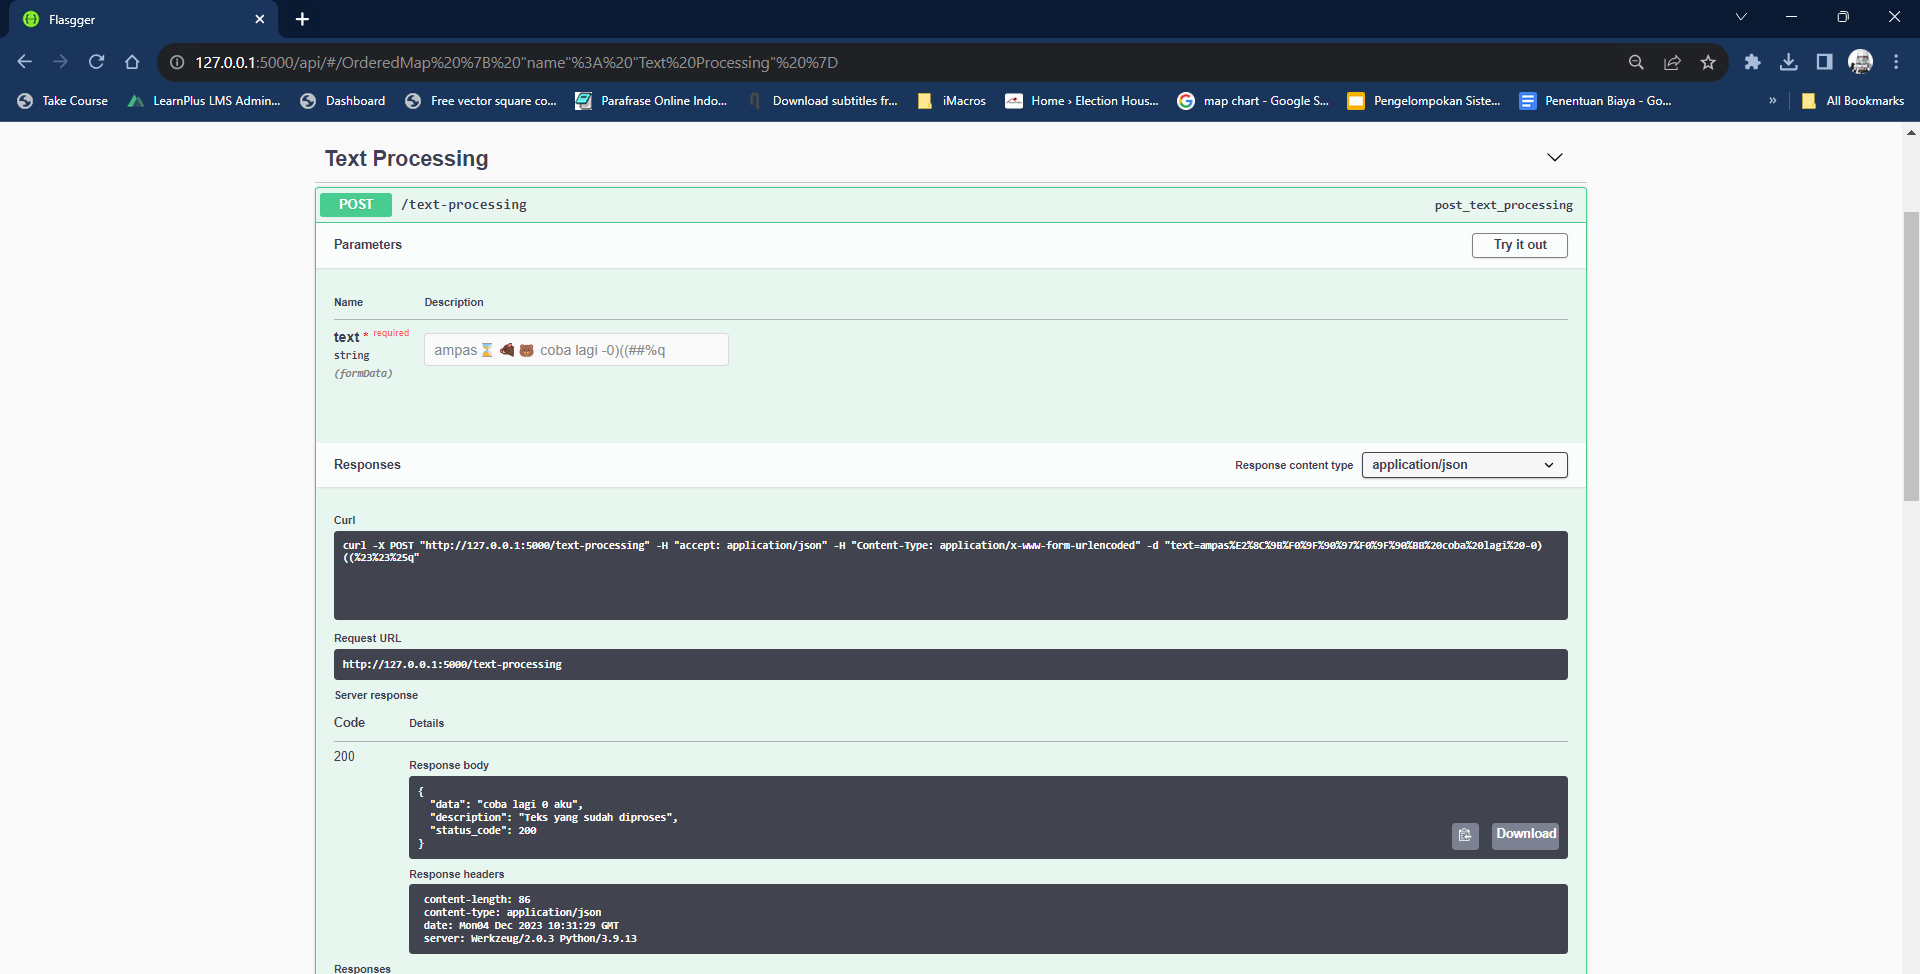 Flasgger
127.0.0.1:5000/api/#/OrderedMap%20%7B%20"name"%3A%20"Text%20Processing"%20%7D
Take Course
LearnPlus LMS Admin...
Dashboard
Free vector square co...
Parafrase Online Indo...
Download subtitles fr...
iMacros
Home › Election Hous...
map chart - Google S...
Pengelompokan Siste...
Penentuan Biaya - Go...
»
All Bookmarks
Text Processing
POST /text-processing post_text_processing
Parameters
Try it out
Name Description
text * required
string
(formData)
ampas⌛🐗🐻 coba lagi -0)((##%q
Responses
Response content type application/json
Curl
curl -X POST "http://127.0.0.1:5000/text-processing" -H "accept: application/json" -H "Content-Type: application/x-www-form-urlencoded" -d "text=ampas%E2%8C%9B%F0%9F%90%97%F0%9F%90%BB%20coba%20lagi%20-0)
((%23%23%25q"
Request URL
http://127.0.0.1:5000/text-processing
Server response
Code Details
200
Response body
{
"data": "coba lagi 0 aku",
"description": "Teks yang sudah diproses",
"status_code": 200
}
Download
Response headers
content-length: 86
content-type: application/json
date: Mon04 Dec 2023 10:31:29 GMT
server: Werkzeug/2.0.3 Python/3.9.13
Responses